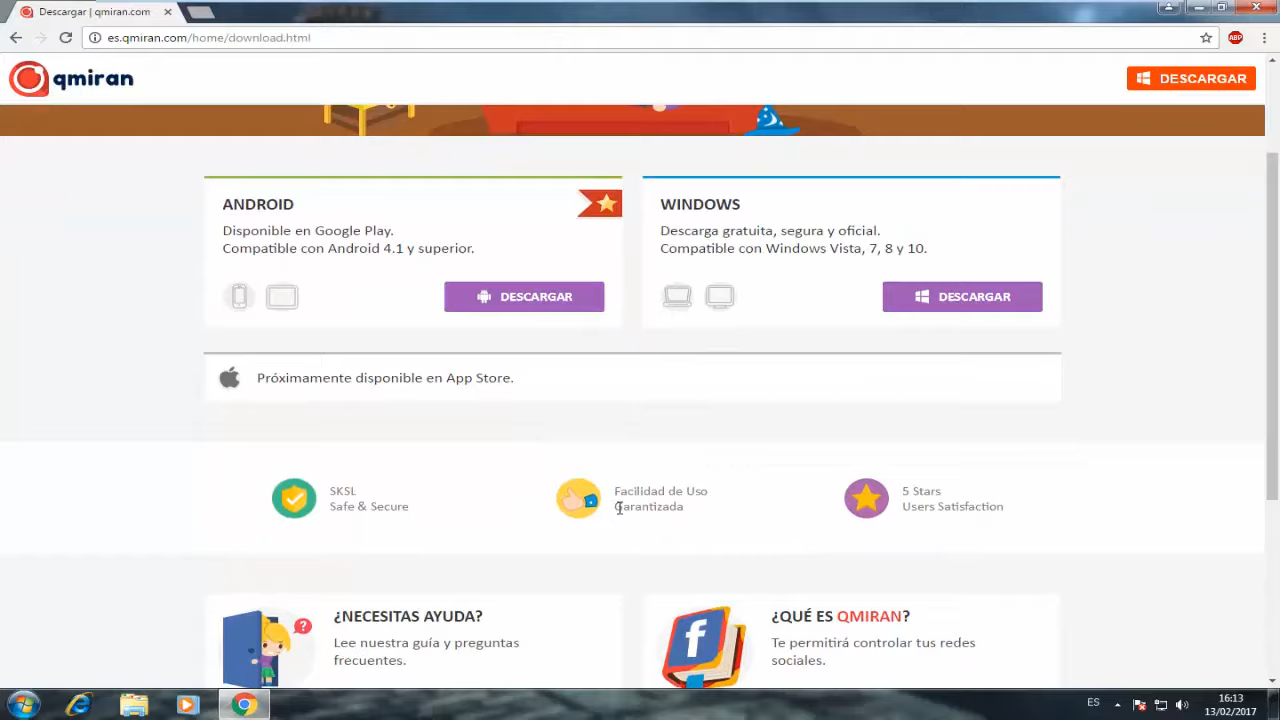 Descargar | qmiran.com
es.qmiran.com/home/download.html
ABP
qmiran
DESCARGAR
ANDROID
Disponible en Google Play.
Compatible con Android 4.1 y superior.
DESCARGAR
WINDOWS
Descarga gratuita, segura y oficial.
Compatible con Windows Vista, 7, 8 y 10.
DESCARGAR
Próximamente disponible en App Store.
SKSL
Safe & Secure
Facilidad de Uso
Garantizada
5 Stars
Users Satisfaction
¿NECESITAS AYUDA?
Lee nuestra guía y preguntas
frecuentes.
¿QUÉ ES QMIRAN?
Te permitirá controlar tus redes
sociales.
ES
16:13
13/02/2017